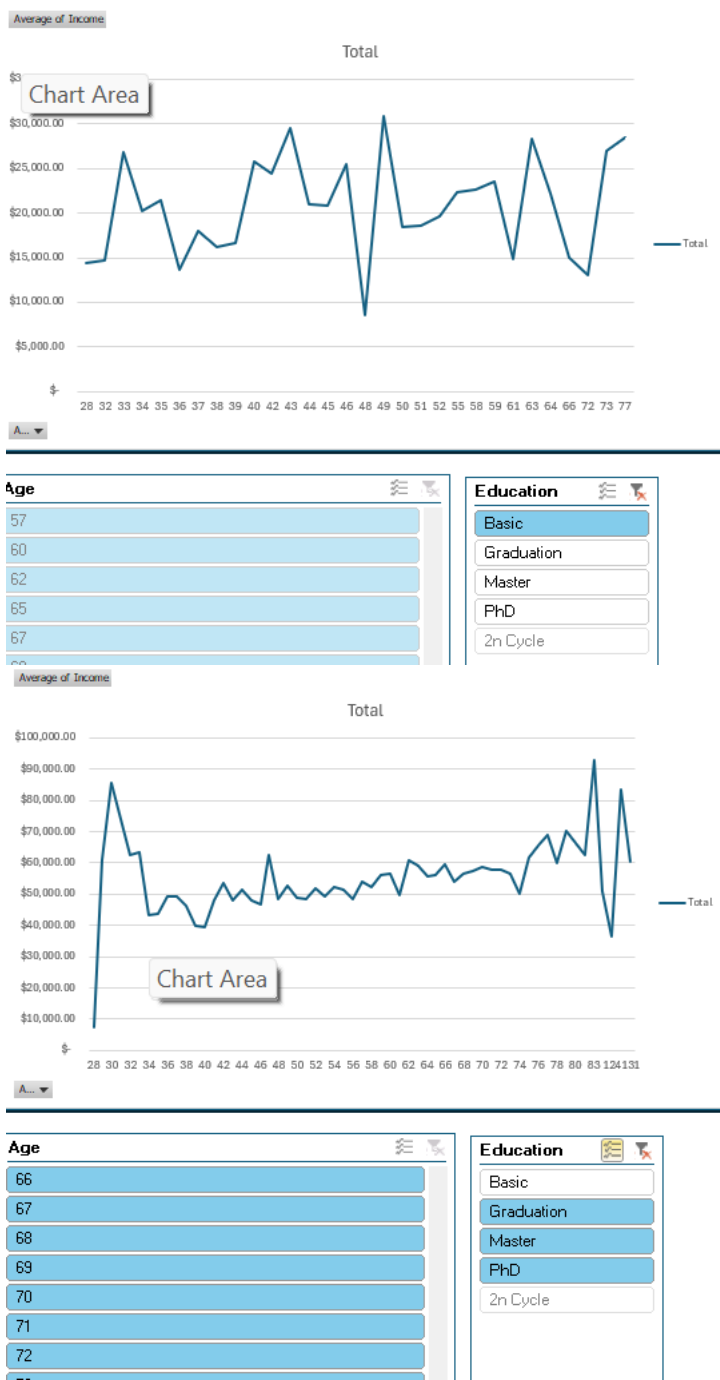 Average of Income
Total
$3
Chart Area
$30,000.00
$25,000.00
$20,000.00
$15,000.00
$10,000.00
$5,000.00
$-
Total
28 32 33 34 35 36 37 38 39 40 42 43 44 45 46 48 49 50 51 52 55 58 59 61 63 64 66 72 73 77
A...
Age
57
60
62
65
67
Education
Basic
Graduation
Master
PhD
2n Cycle
Average of Income
Total
$100,000.00
$90,000.00
$80,000.00
$70,000.00
$60,000.00
$50,000.00
$40,000.00
$30,000.00
$20,000.00
$10,000.00
$-
Chart Area
Total
28 30 32 34 36 38 40 42 44 46 48 50 52 54 56 58 60 62 64 66 68 70 72 74 76 78 80 83 124 131
A...
Age
66
67
68
69
70
71
72
Education
Basic
Graduation
Master
PhD
2n Cycle